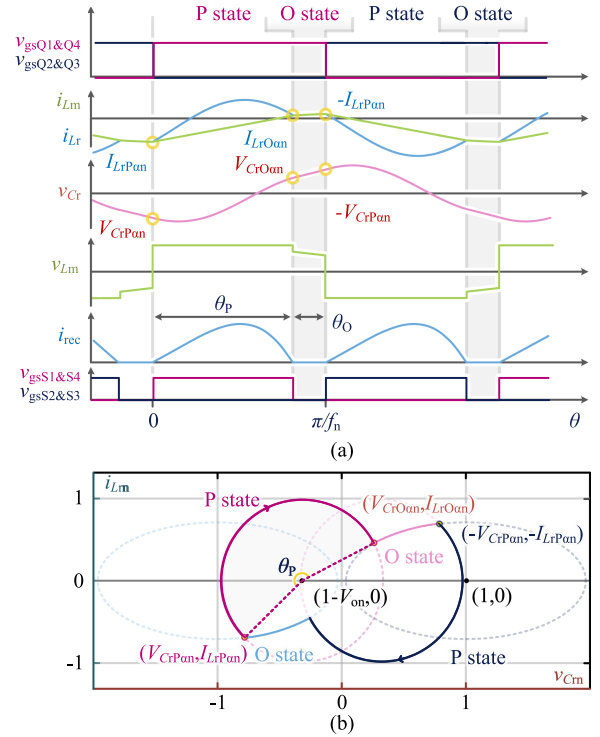 P state O state P state O state
vgsQ1&Q4
vgsQ2&Q3
iLm
iLr
-ILrPαn
ILrPαn
ILrOαn
VCrOαn
vCr
VCrPαn
-VCrPαn
vLm
θP
θO
irec
vgsS1&S4
vgsS2&S3
0 π/fn θ
(a)
iLrn
1
P state
(VCrOαn,ILrOαn)
(-VCrPαn,-ILrPαn)
O state
θP
0
(1-Von,0)
(1,0)
(VCrPαn,ILrPαn)
O state
P state
-1
vCrn
-1 0 1
(b)